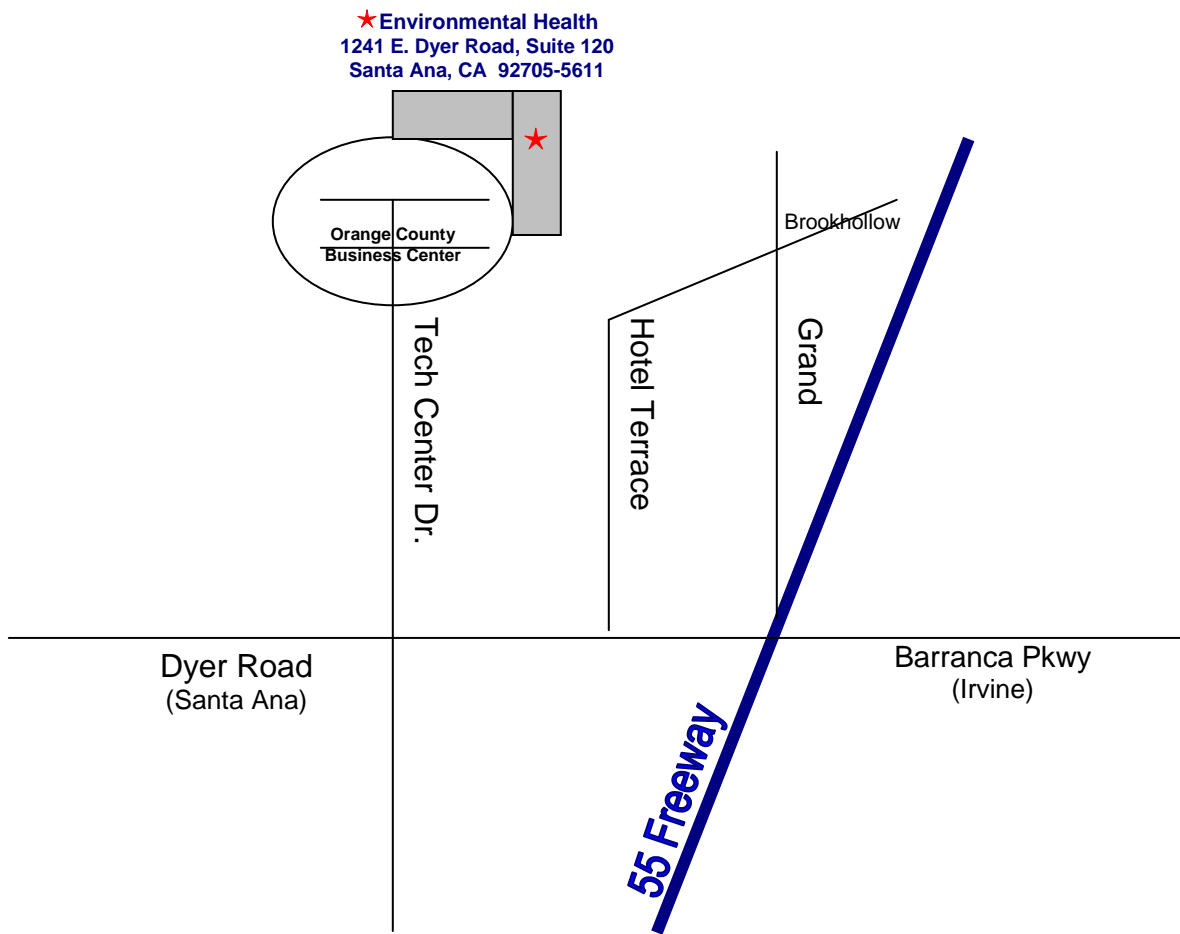 Environmental Health
1241 E. Dyer Road, Suite 120
Santa Ana, CA 92705-5611
Brookhollow
Orange County
Business Center
Tech Center Dr.
Hotel Terrace
Grand
Dyer Road
(Santa Ana)
Barranca Pkwy
(Irvine)
55 Freeway